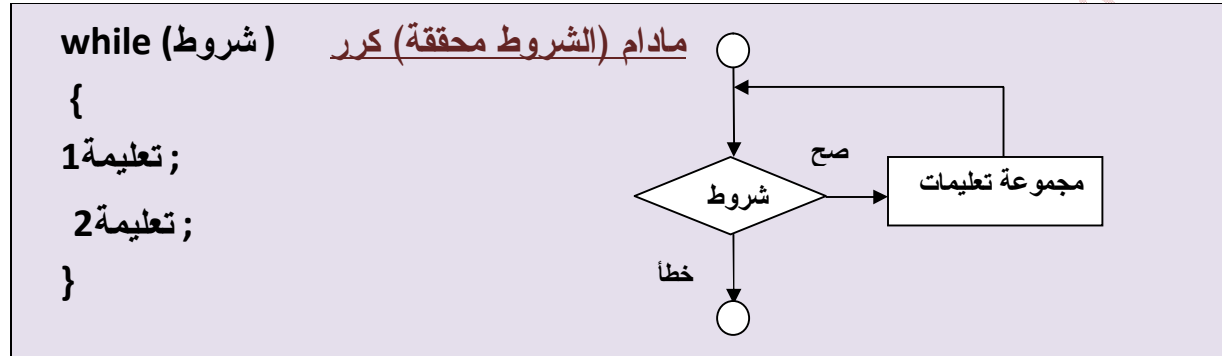 while (شروط) مادام (الشروط محققة) كرر
{
تعليمة1 ;
تعليمة2 ;
}
صح
شروط
مجموعة تعليمات
خطأ